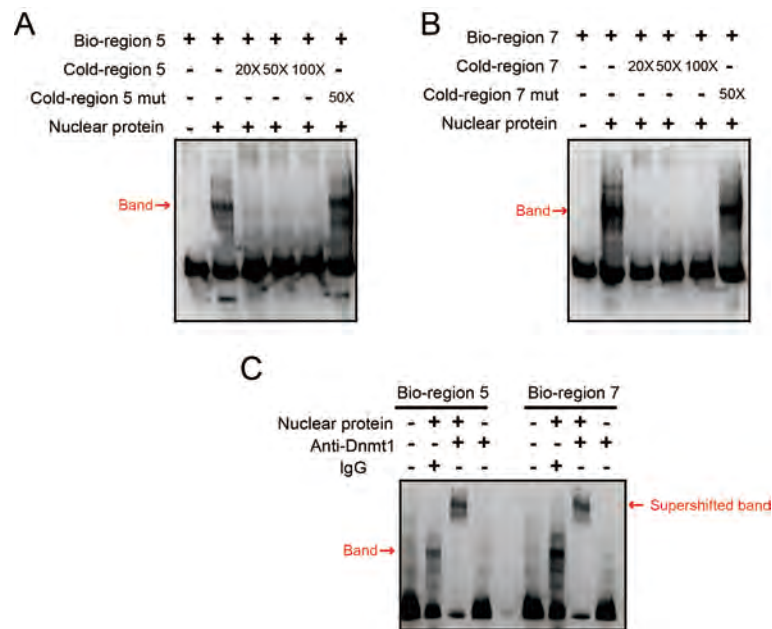 A
Bio-region 5 + + + + + +
Cold-region 5 - - 20X 50X 100X -
Cold-region 5 mut - - - - - 50X
Nuclear protein - + + + + +
Band →
B
Bio-region 7 + + + + + +
Cold-region 7 - - 20X 50X 100X -
Cold-region 7 mut - - - - - 50X
Nuclear protein - + + + + +
Band →
C
Bio-region 5 Bio-region 7
Nuclear protein - + + - - + + -
Anti-Dnmt1 - - + + - - + +
IgG - + - - - + - -
Band →
← Supershifted band